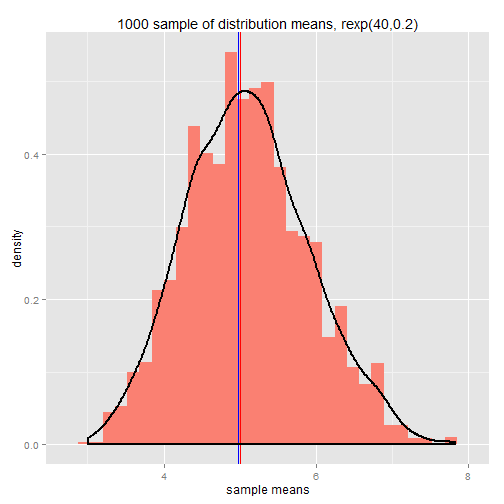 1000 sample of distribution means, rexp(40,0.2)
density
0.4
0.2
0.0
4
6
8
sample means